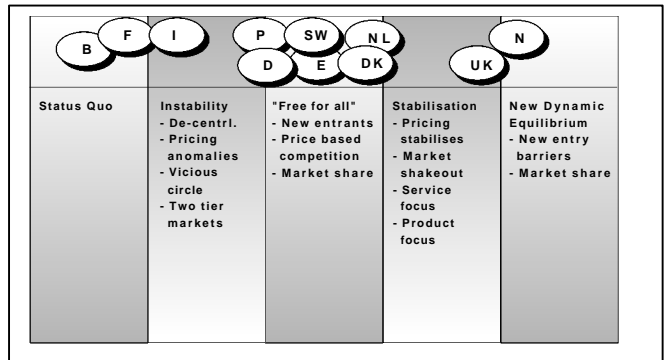 B F I P D SW E NL DK UK N
Status Quo
Instability
- De-centrl.
- Pricing
anomalies
- Vicious
circle
- Two tier
markets
"Free for all"
- New entrants
- Price based
competition
- Market share
Stabilisation
- Pricing
stabilises
- Market
shakeout
- Service
focus
- Product
focus
New Dynamic
Equilibrium
- New entry
barriers
- Market share